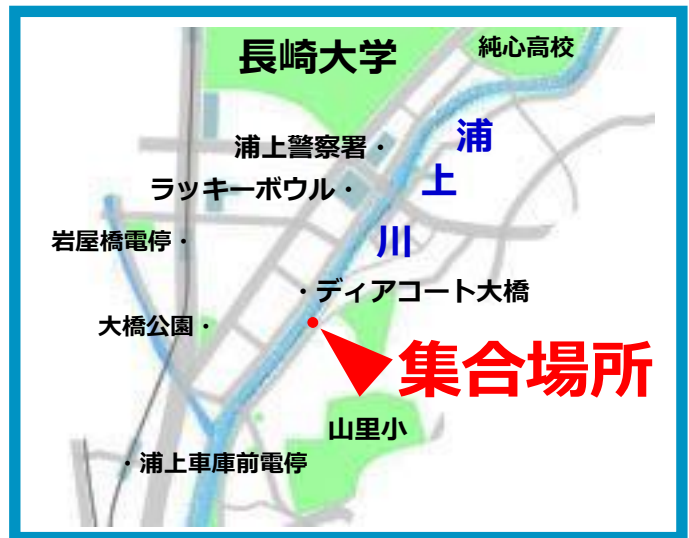 長崎大学
純心高校
浦上警察署・
浦
上
川
ラッキーボウル・
岩屋橋電停・
・ディアコート大橋
大橋公園・
集合場所
山里小
・浦上車庫前電停